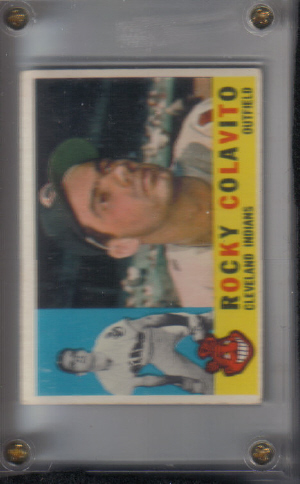 ROCKY COLAVITO
CLEVELAND INDIANS OUTFIELD